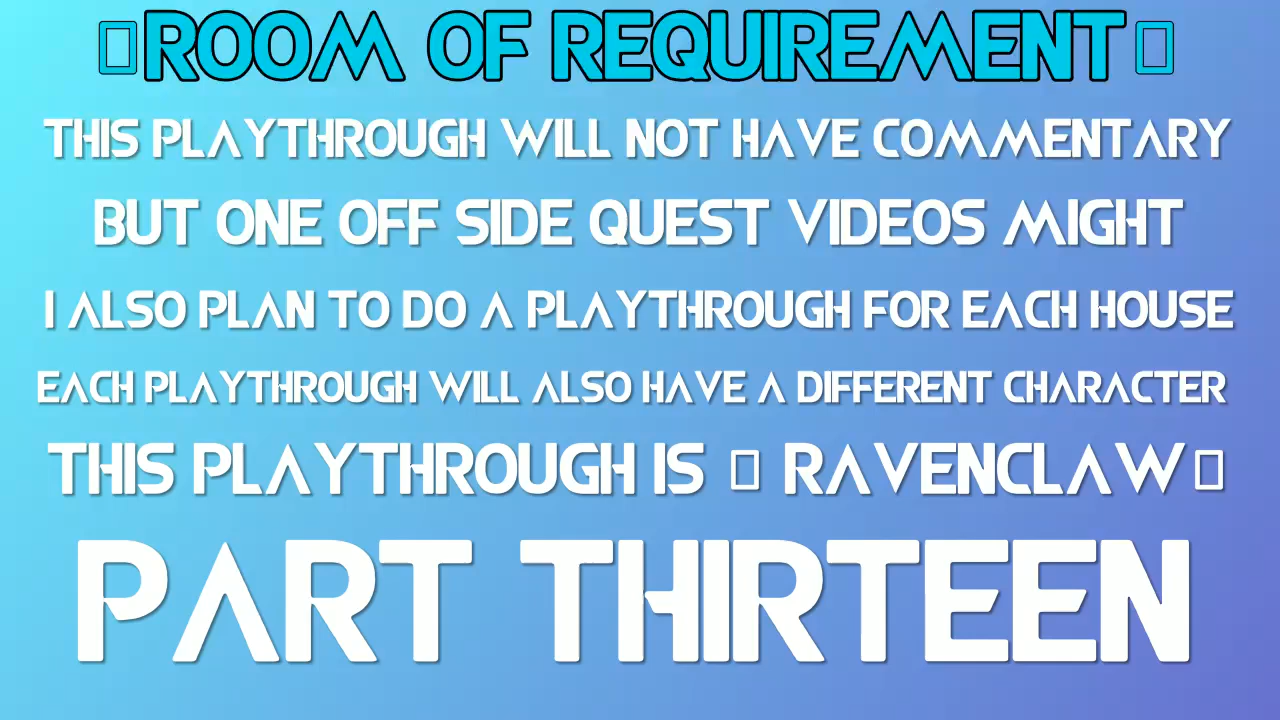 ROOM OF REQUIREMENT
THIS PLAYTHROUGH WILL NOT HAVE COMMENTARY
BUT ONE OFF SIDE QUEST VIDEOS MIGHT
I ALSO PLAN TO DO A PLAYTHROUGH FOR EACH HOUSE
EACH PLAYTHROUGH WILL ALSO HAVE A DIFFERENT CHARACTER
THIS PLAYTHROUGH IS RAVENCLAW
PART THIRTEEN